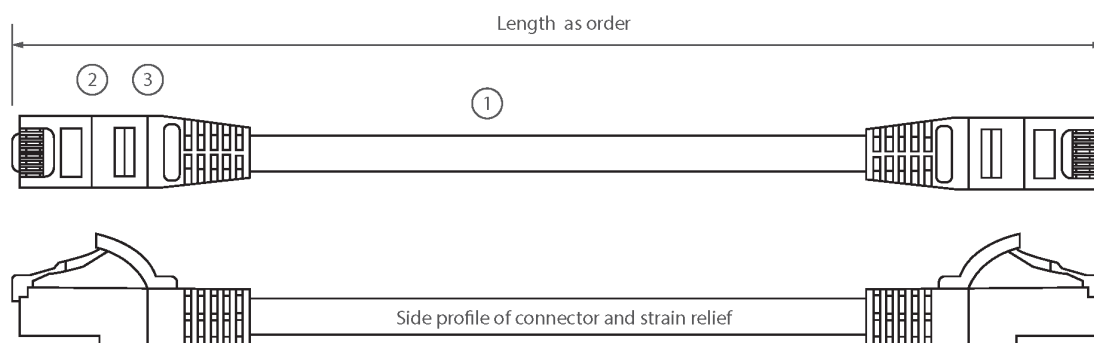 Length as order
2 3
1
Side profile of connector and strain relief